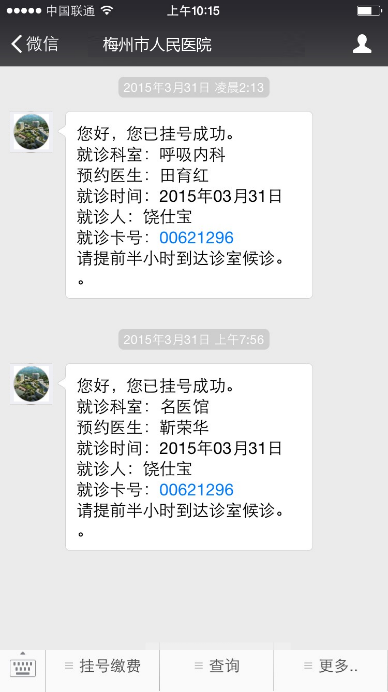 中国联通 上午10:15
微信 梅州市人民医院
2015年3月31日 凌晨2:13
您好，您已挂号成功。
就诊科室：呼吸内科
预约医生：田育红
就诊时间：2015年03月31日
就诊人：饶仕宝
就诊卡号：00621296
请提前半小时到达诊室候诊。
。
2015年3月31日 上午7:56
您好，您已挂号成功。
就诊科室：名医馆
预约医生：靳荣华
就诊时间：2015年03月31日
就诊人：饶仕宝
就诊卡号：00621296
请提前半小时到达诊室候诊。
。
挂号缴费 查询 更多..